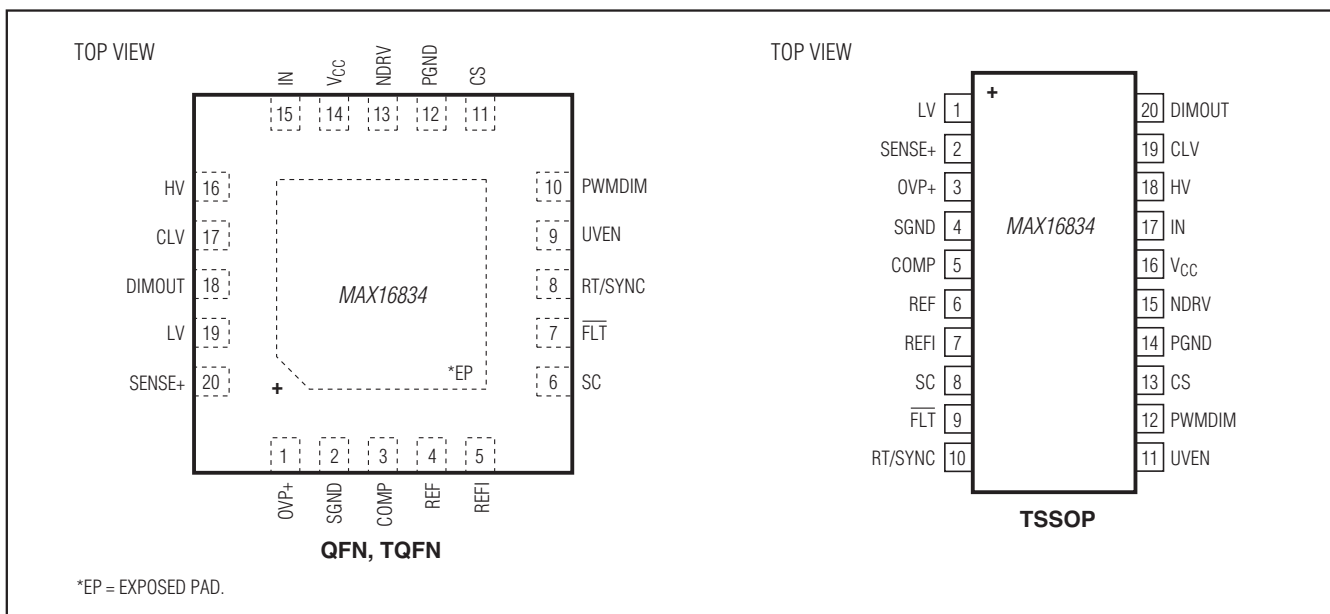 TOP VIEW
IN
VCC
NDRV
PGND
CS
15
14
13
12
11
HV 16
10 PWMDIM
CLV 17
9 UVEN
DIMOUT 18
8 RT/SYNC
MAX16834
LV 19
7 FLT
SENSE+ 20
6 SC
*EP
+
1
2
3
4
5
OVP+
SGND
COMP
REF
REFI
QFN, TQFN
*EP = EXPOSED PAD.
TOP VIEW
+
LV 1
20 DIMOUT
SENSE+ 2
19 CLV
OVP+ 3
18 HV
SGND 4
MAX16834
17 IN
COMP 5
16 VCC
REF 6
15 NDRV
REFI 7
14 PGND
SC 8
13 CS
FLT 9
12 PWMDIM
RT/SYNC 10
11 UVEN
TSSOP